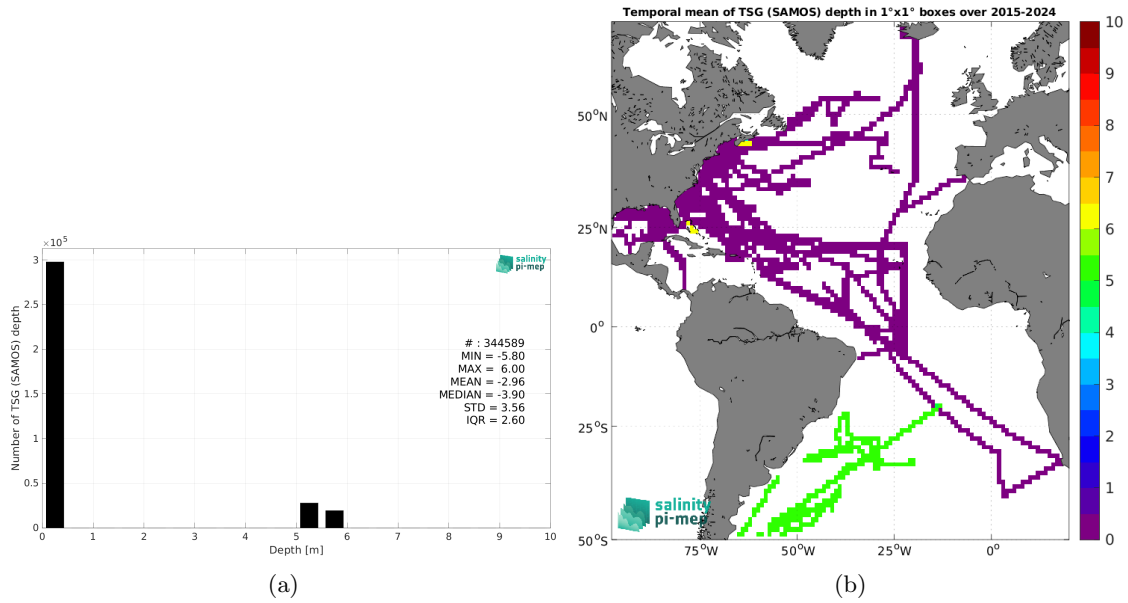 ×10⁵
3
2.5
2
1.5
1
0.5
0
0 1 2 3 4 5 6 7 8 9 10
Number of TSG (SAMOS) depth
Depth [m]
salinity
pi-mep
# : 344589
MIN = -5.80
MAX = 6.00
MEAN = -2.96
MEDIAN = -3.90
STD = 3.56
IQR = 2.60
(a)
Temporal mean of TSG (SAMOS) depth in 1°x1° boxes over 2015-2024
50°N
25°N
0°
25°S
50°S
75°W 50°W 25°W 0°
salinity
pi-mep
10
9
8
7
6
5
4
3
2
1
0
(b)